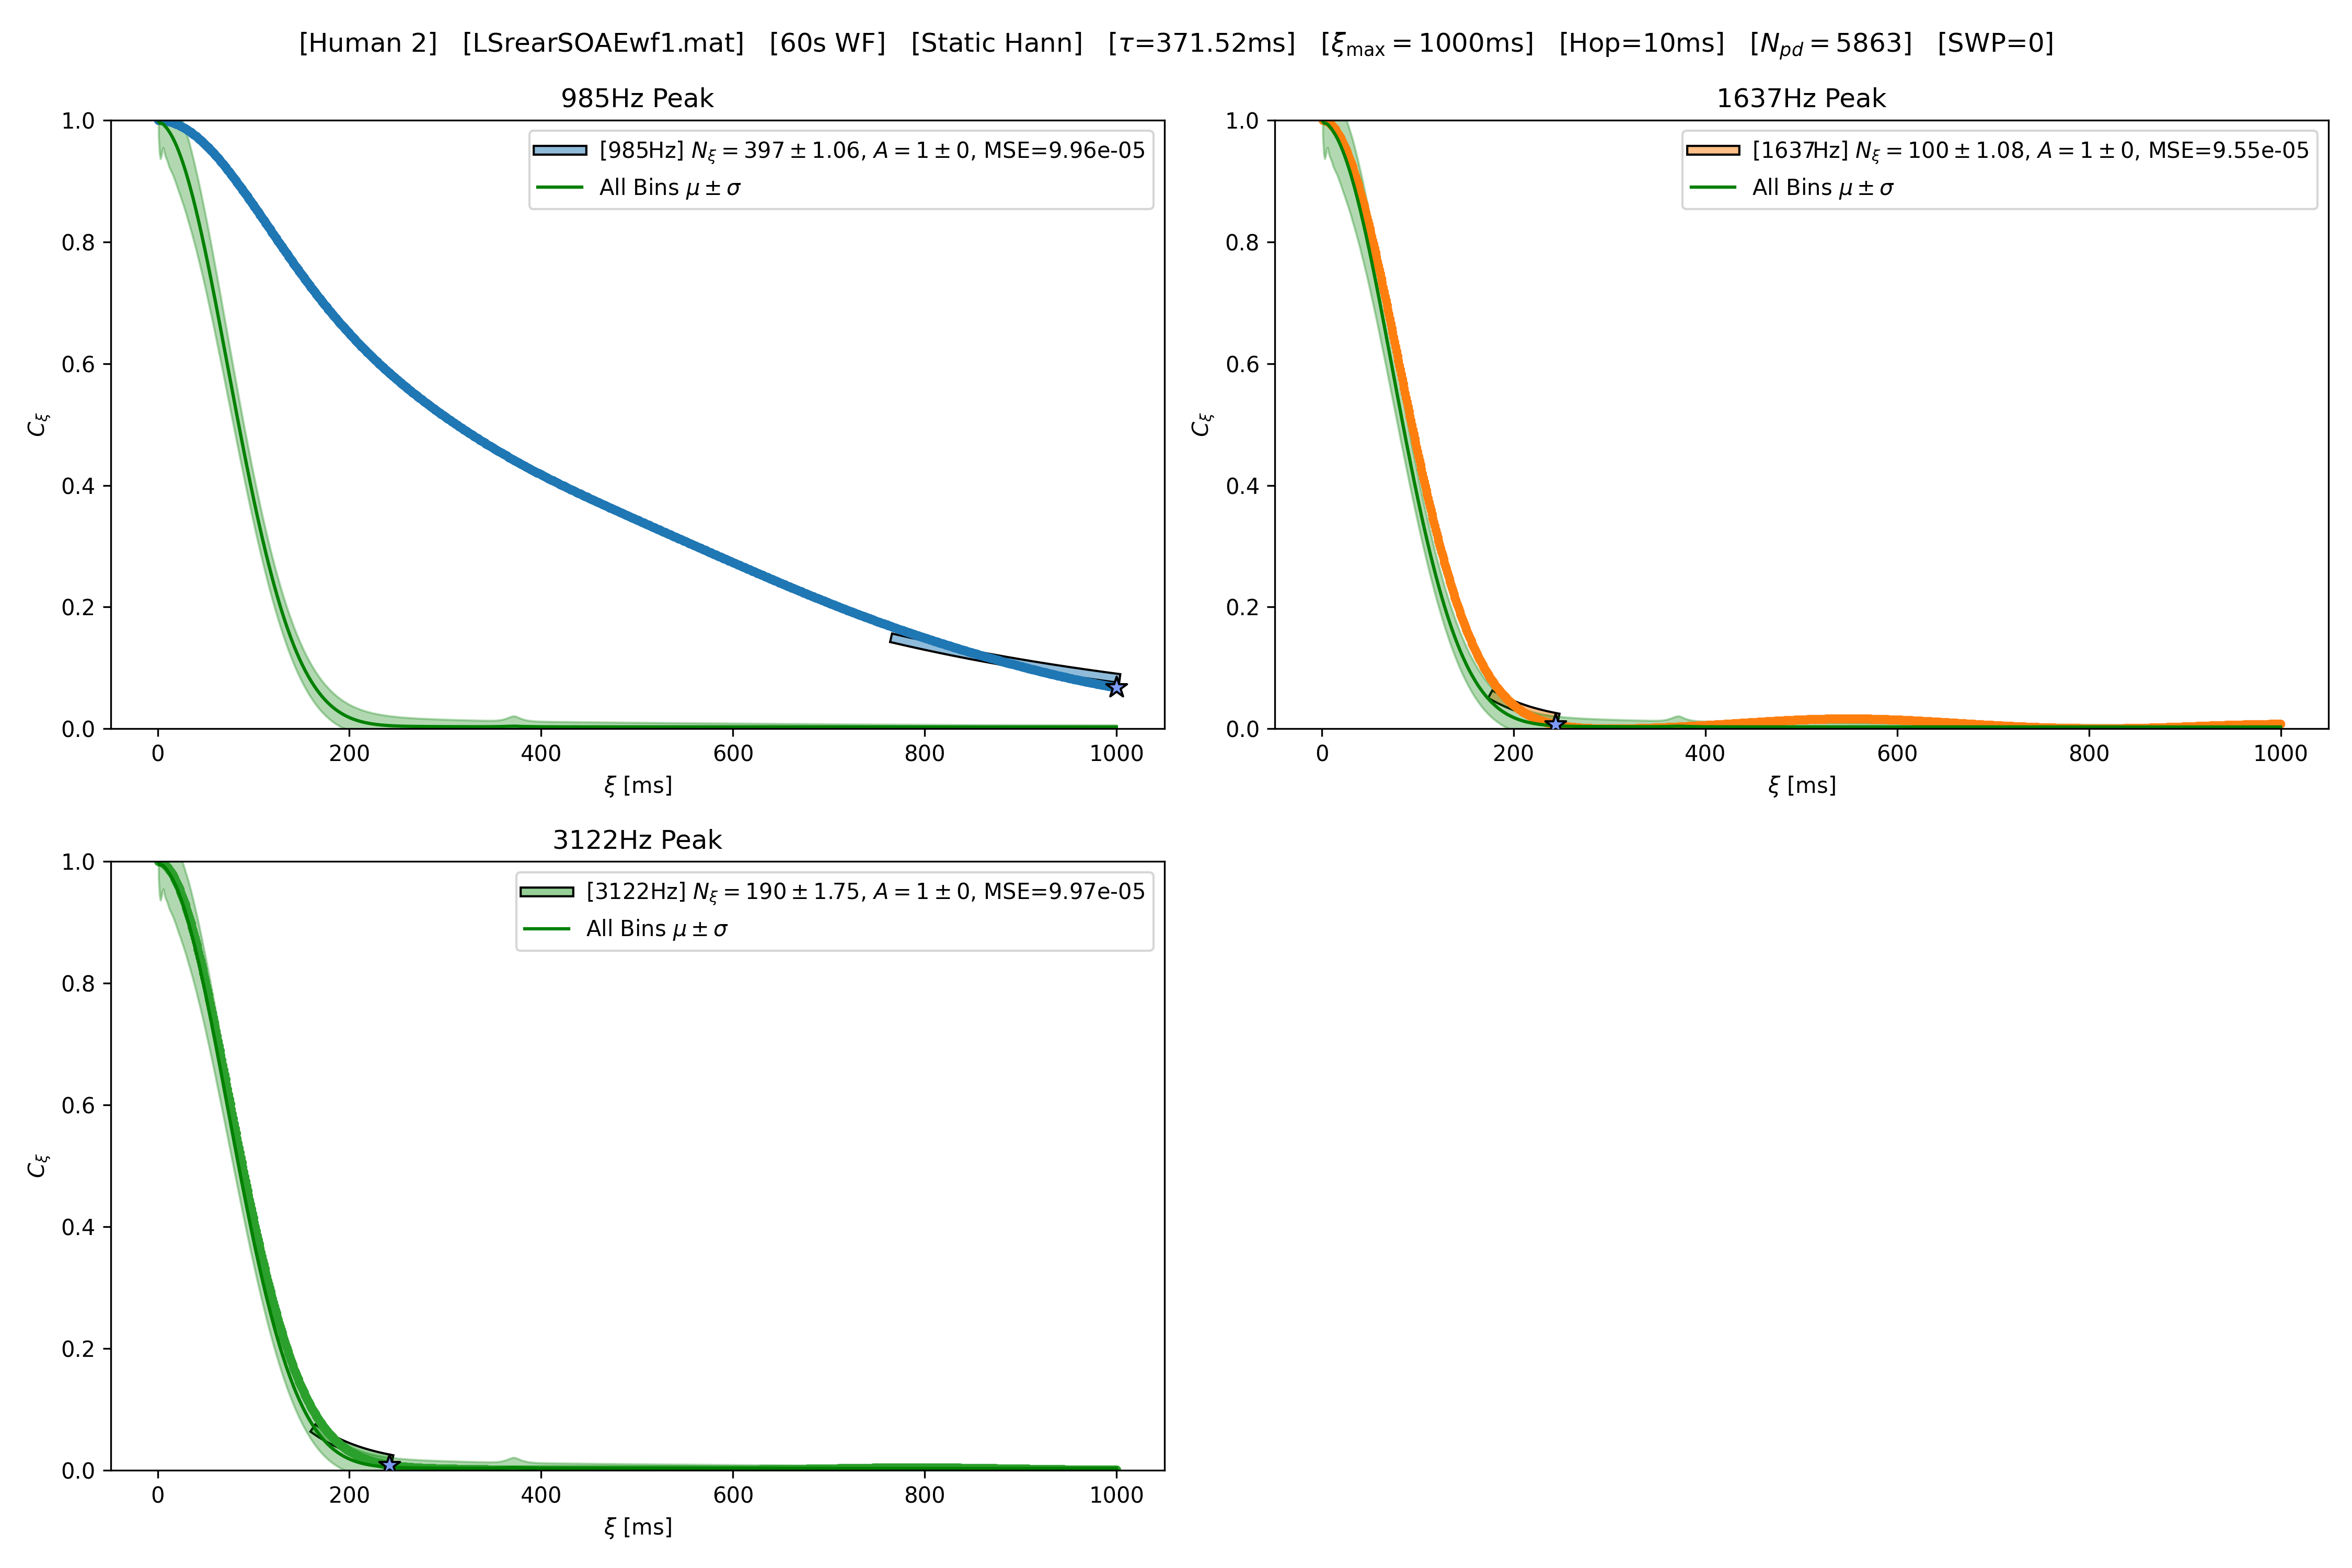 [Human 2] [LSrearSOAEwf1.mat] [60s WF] [Static Hann] [τ=371.52ms] [ξmax = 1000ms] [Hop=10ms] [Npd = 5863] [SWP=0]
985Hz Peak
[985Hz] Nξ = 397 ± 1.06, A = 1 ± 0, MSE=9.96e-05
All Bins μ ± σ
1.0
0.8
0.6
0.4
0.2
0.0
Cξ
0 200 400 600 800 1000
ξ [ms]
1637Hz Peak
[1637Hz] Nξ = 100 ± 1.08, A = 1 ± 0, MSE=9.55e-05
All Bins μ ± σ
1.0
0.8
0.6
0.4
0.2
0.0
Cξ
0 200 400 600 800 1000
ξ [ms]
3122Hz Peak
[3122Hz] Nξ = 190 ± 1.75, A = 1 ± 0, MSE=9.97e-05
All Bins μ ± σ
1.0
0.8
0.6
0.4
0.2
0.0
Cξ
0 200 400 600 800 1000
ξ [ms]